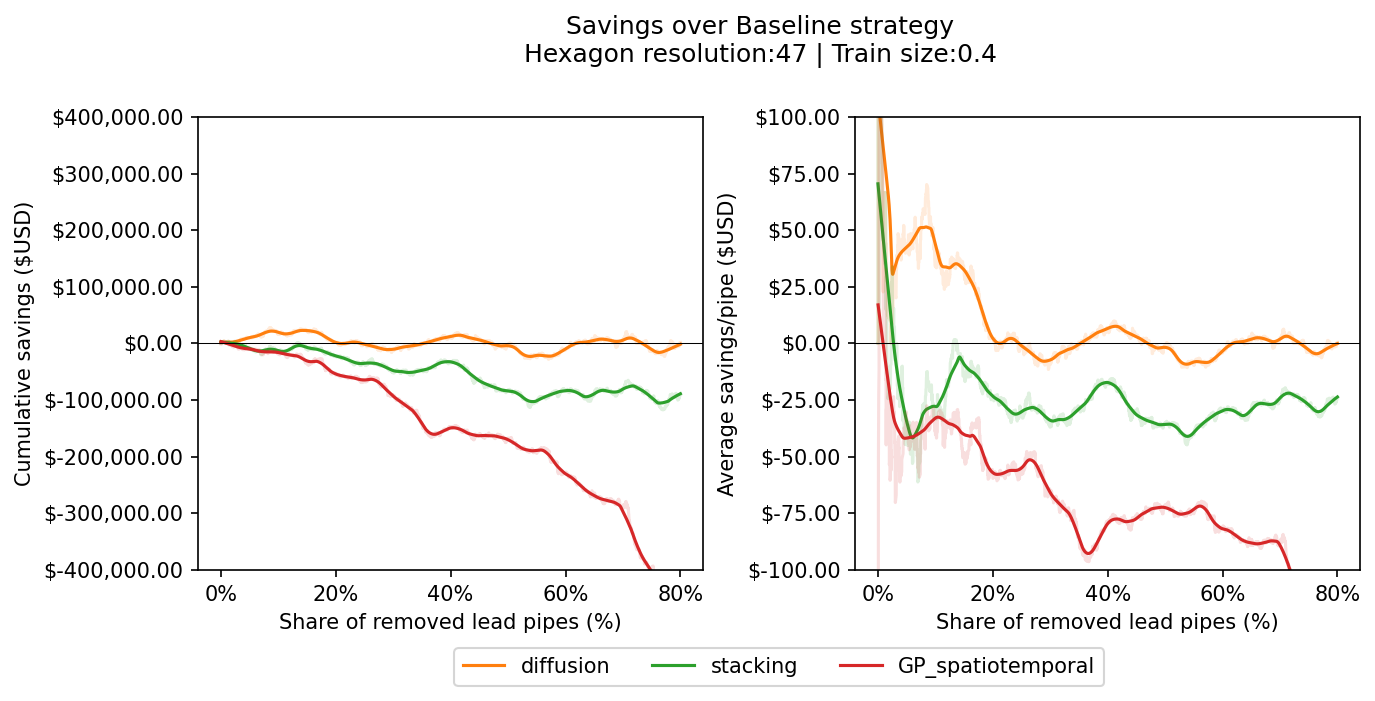 Savings over Baseline strategy
Hexagon resolution:47 | Train size:0.4
Cumulative savings ($USD)
$400,000.00
$300,000.00
$200,000.00
$100,000.00
$0.00
$-100,000.00
$-200,000.00
$-300,000.00
$-400,000.00
0% 20% 40% 60% 80%
Share of removed lead pipes (%)
Average savings/pipe ($USD)
$100.00
$75.00
$50.00
$25.00
$0.00
$-25.00
$-50.00
$-75.00
$-100.00
0% 20% 40% 60% 80%
Share of removed lead pipes (%)
diffusion stacking GP_spatiotemporal